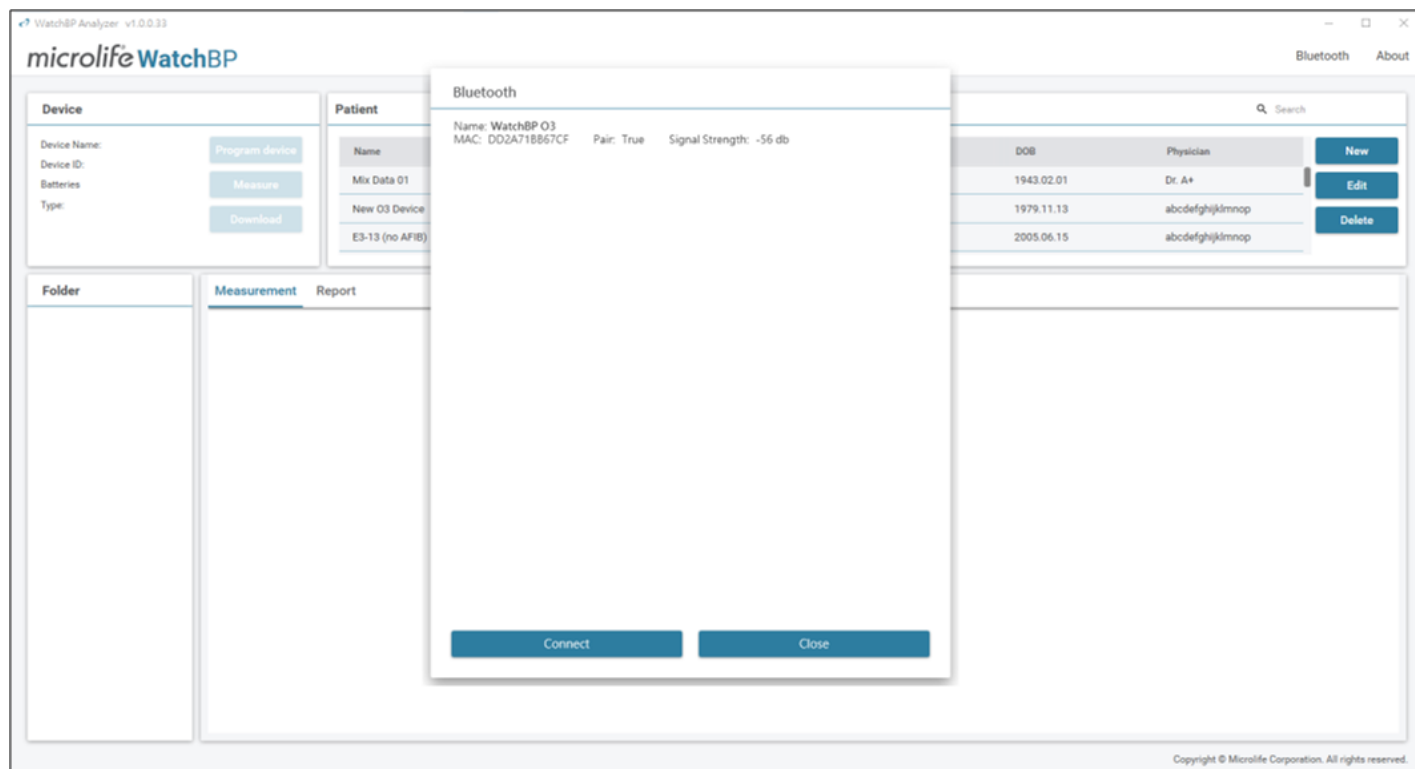 WatchBP Analyzer v1.0.0.33
microlife WatchBP
Bluetooth About
Device
Device Name:
Device ID:
Batteries
Type:
Program device
Measure
Download
Patient
Search
Name DOB Physician
Mix Data 01 1943.02.01 Dr. A+
New O3 Device 1979.11.13 abcdefghijklmnop
E3-13 (no AFIB) 2005.06.15 abcdefghijklmnop
New
Edit
Delete
Bluetooth
Name: WatchBP O3
MAC: DD2A71BB67CF Pair: True Signal Strength: -56 db
Connect Close
Folder
Measurement Report
Copyright © Microlife Corporation. All rights reserved.